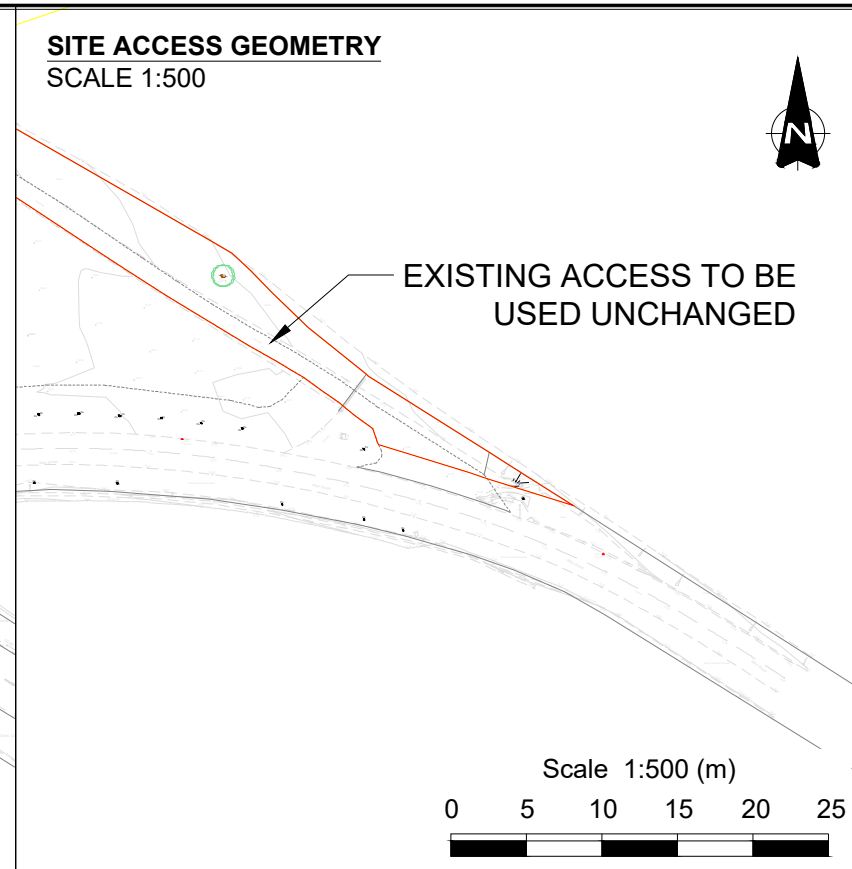 SITE ACCESS GEOMETRY
SCALE 1:500
N
EXISTING ACCESS TO BE
USED UNCHANGED
Scale 1:500 (m)
0 5 10 15 20 25